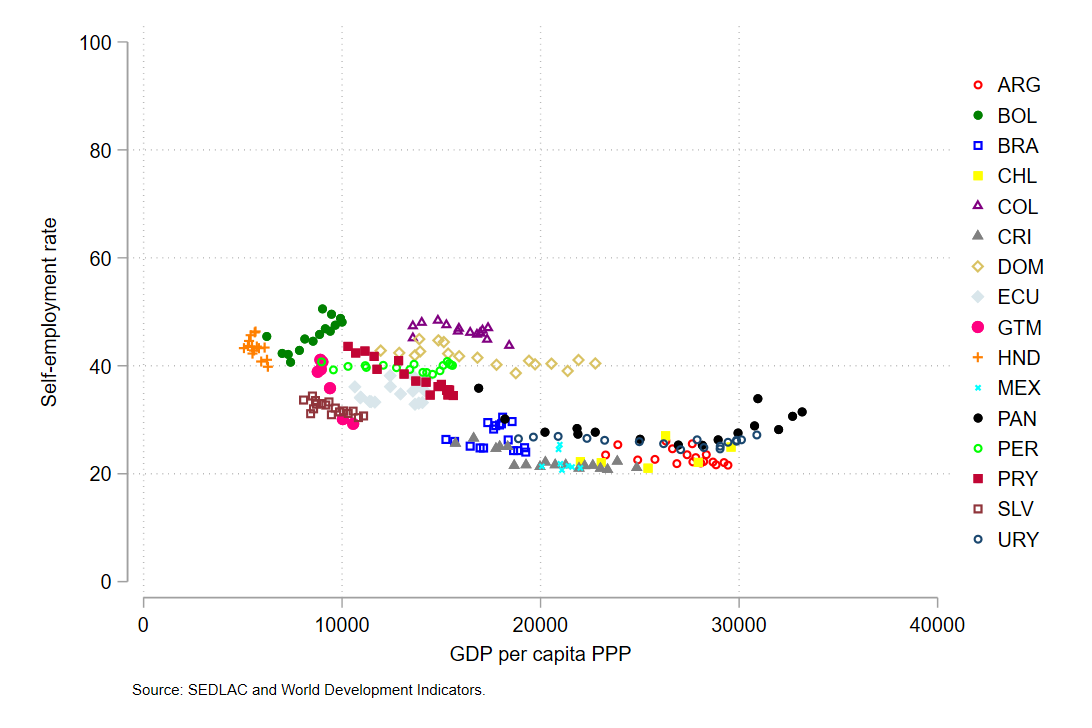 100
80
60
40
20
0
Self-employment rate
0 10000 20000 30000 40000
GDP per capita PPP
ARG
BOL
BRA
CHL
COL
CRI
DOM
ECU
GTM
HND
MEX
PAN
PER
PRY
SLV
URY
Source: SEDLAC and World Development Indicators.